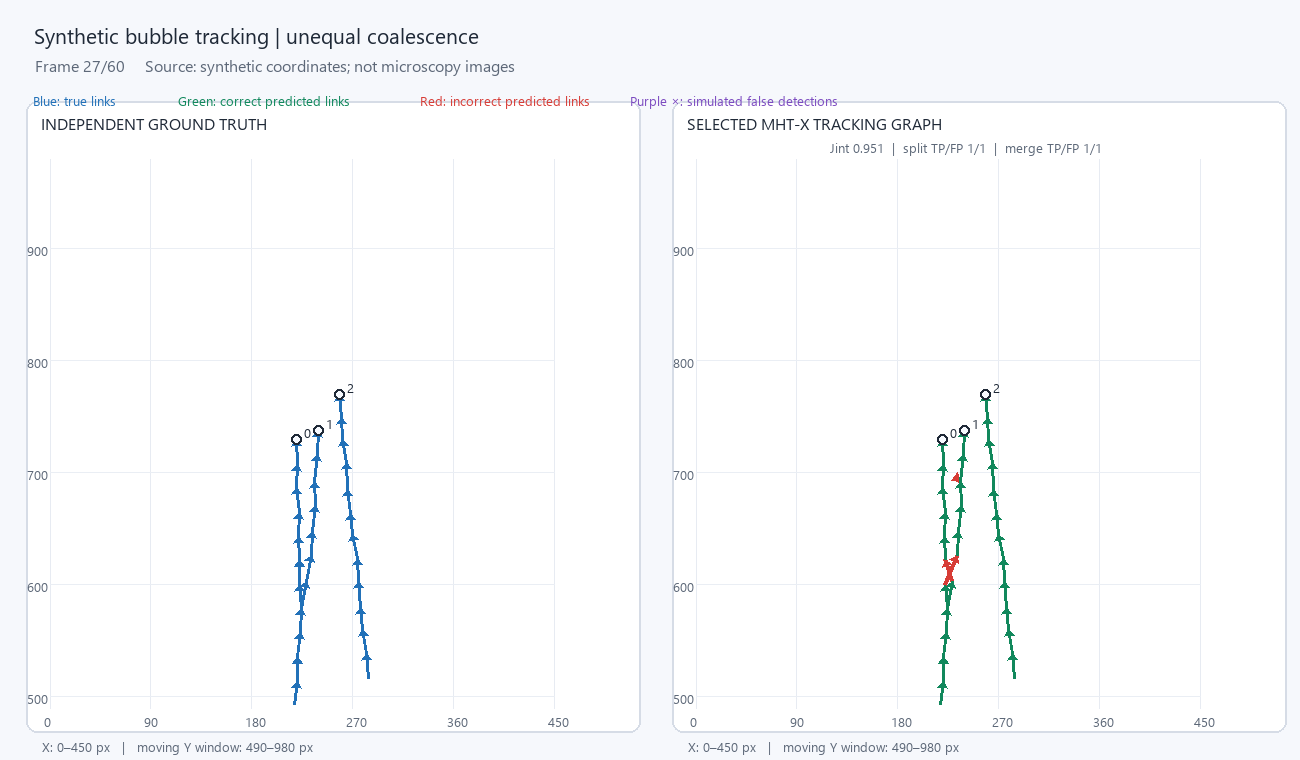 Synthetic bubble tracking | unequal coalescence
Frame 27/60 Source: synthetic coordinates; not microscopy images
Blue: true links Green: correct predicted links Red: incorrect predicted links Purple ×: simulated false detections
INDEPENDENT GROUND TRUTH
900
800
700
600
500
0 90 180 270 360 450
0
1
2
X: 0–450 px | moving Y window: 490–980 px
SELECTED MHT-X TRACKING GRAPH
Jint 0.951 | split TP/FP 1/1 | merge TP/FP 1/1
900
800
700
600
500
0 90 180 270 360 450
0
1
2
X: 0–450 px | moving Y window: 490–980 px